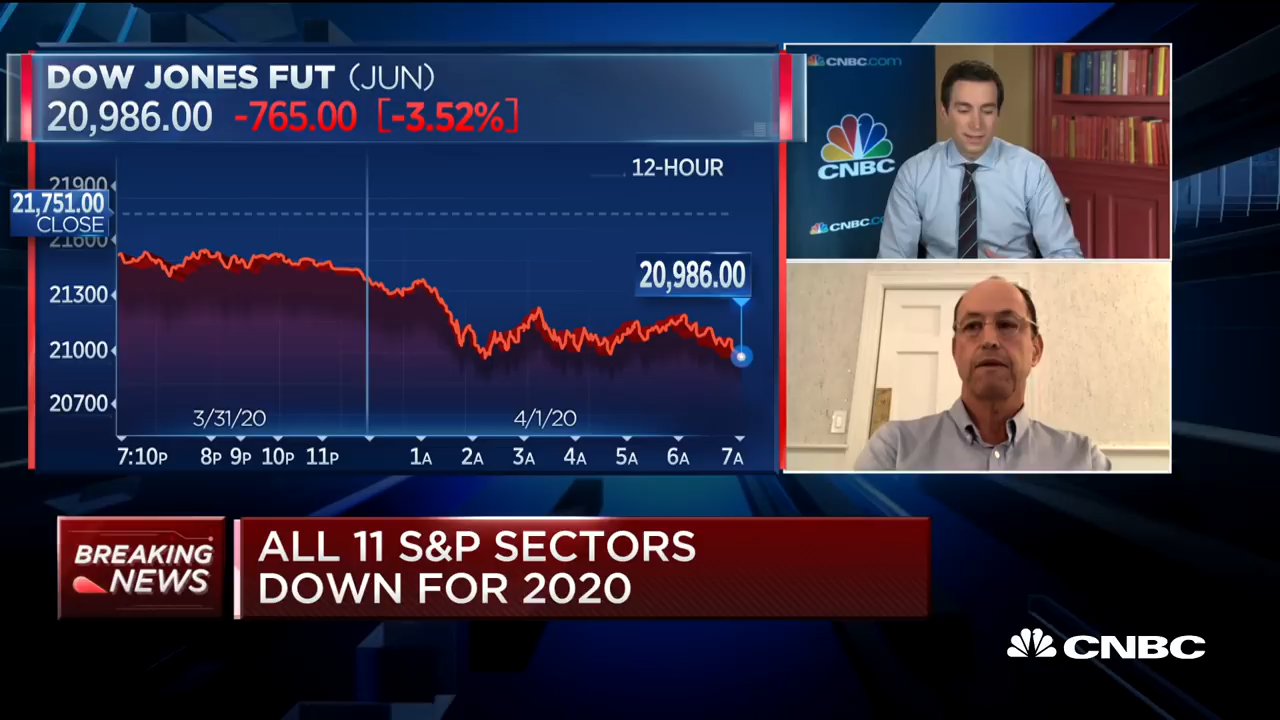 DOW JONES FUT (JUN)
20,986.00 -765.00 [-3.52%]
12-HOUR
21900
21,751.00
CLOSE
21600
21300
21000
20700
20,986.00
3/31/20 4/1/20
7:10P 8P 9P 10P 11P 1A 2A 3A 4A 5A 6A 7A
CNBC.com
CNBC
CNBC.c
BREAKING
NEWS
ALL 11 S&P SECTORS
DOWN FOR 2020
CNBC